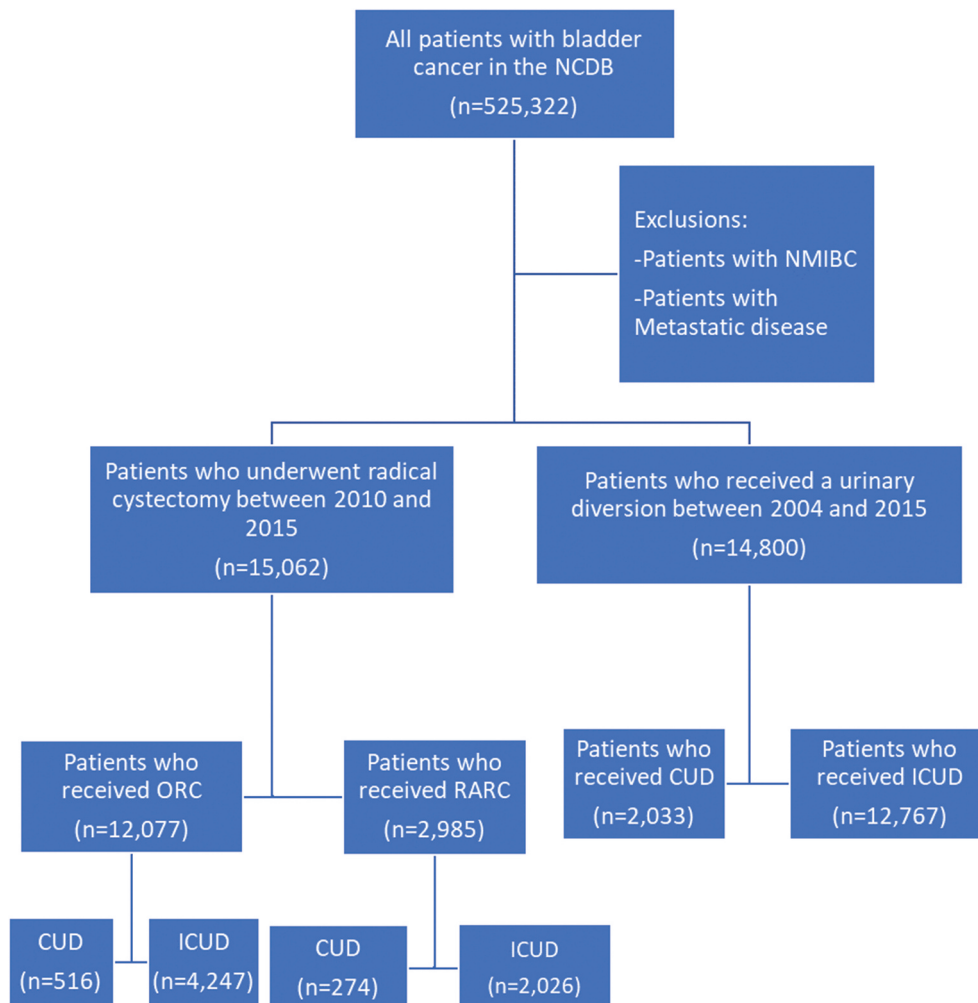 All patients with bladder
cancer in the NCDB
(n=525,322)
Exclusions:
-Patients with NMIBC
-Patients with
Metastatic disease
Patients who underwent radical
cystectomy between 2010 and
2015
(n=15,062)
Patients who received a urinary
diversion between 2004 and 2015
(n=14,800)
Patients who
received ORC
(n=12,077)
Patients who
received RARC
(n=2,985)
Patients who
received CUD
(n=2,033)
Patients who
received ICUD
(n=12,767)
CUD
(n=516)
ICUD
(n=4,247)
CUD
(n=274)
ICUD
(n=2,026)